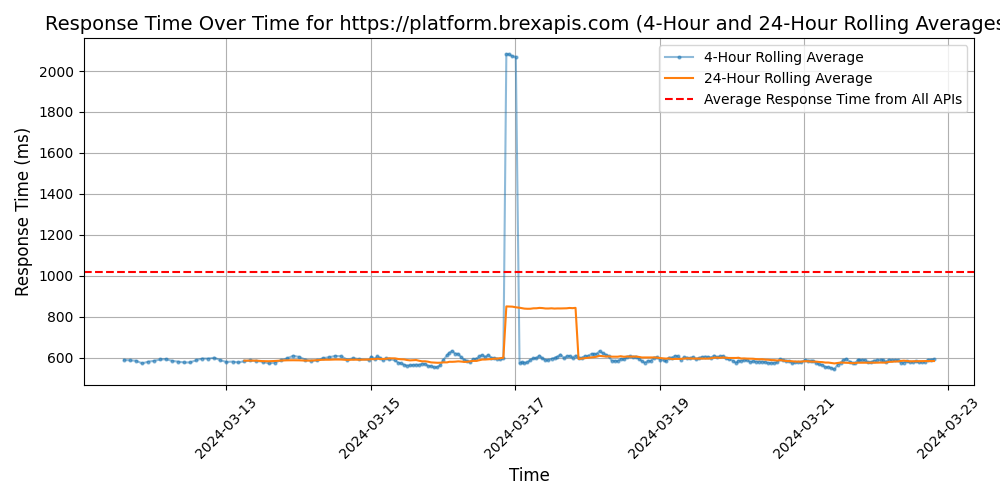 Response Time Over Time for https://platform.brexapis.com (4-Hour and 24-Hour Rolling Averages
4-Hour Rolling Average
24-Hour Rolling Average
Average Response Time from All APIs
Response Time (ms)
2000
1800
1600
1400
1200
1000
800
600
2024-03-13
2024-03-15
2024-03-17
2024-03-19
2024-03-21
2024-03-23
Time